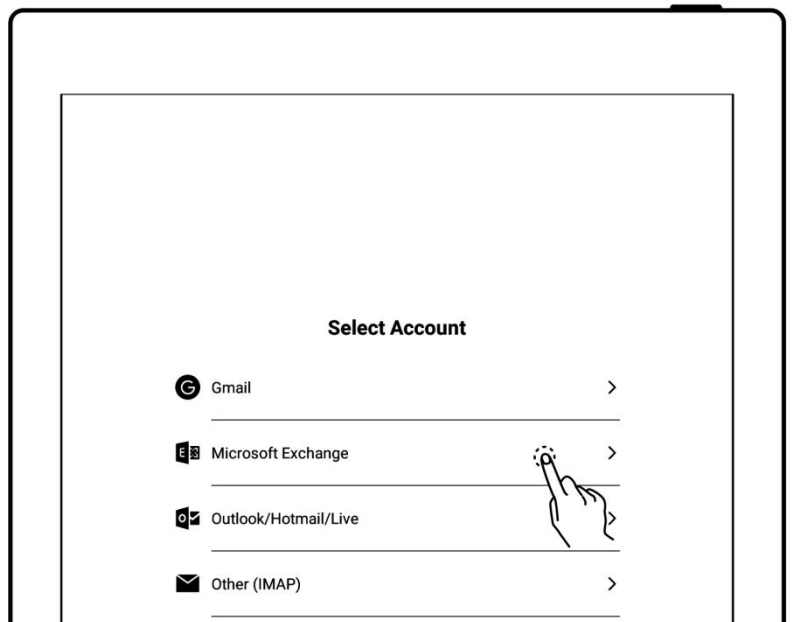 Select Account
Gmail
Microsoft Exchange
Outlook/Hotmail/Live
Other (IMAP)